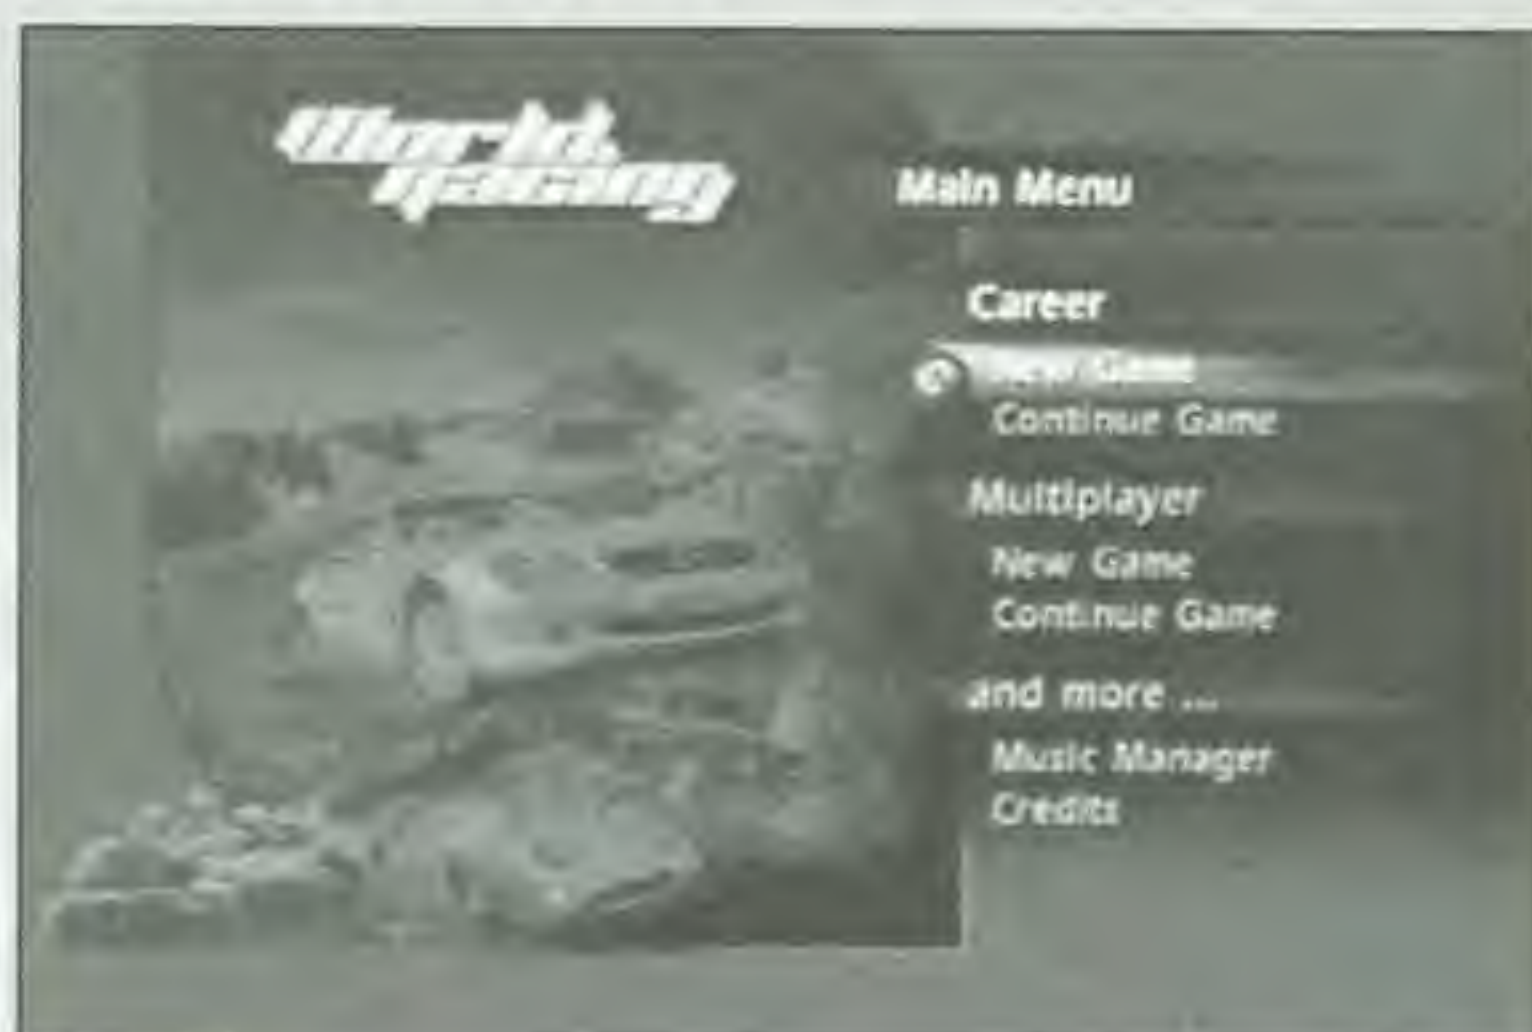 World
racing
Main Menu
Career
New Game
Continue Game
Multiplayer
New Game
Continue Game
and more ...
Music Manager
Credits